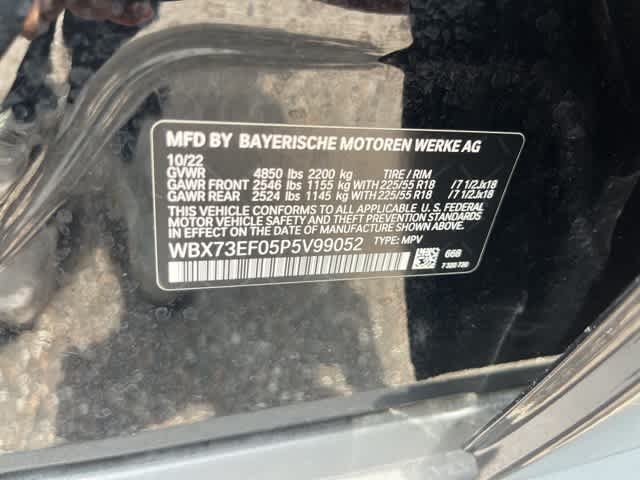 MFD BY BAYERISCHE MOTOREN WERKE AG
10/22
GVWR 4850 lbs 2200 kg TIRE / RIM
GAWR FRONT 2546 lbs 1155 kg WITH 225/55 R18 /7 1/2Jx18
GAWR REAR 2524 lbs 1145 kg WITH 225/55 R18 /7 1/2Jx18
THIS VEHICLE CONFORMS TO ALL APPLICABLE U.S. FEDERAL
MOTOR VEHICLE SAFETY, BUMPER, AND THEFT PREVENTION STANDARDS
IN EFFECT ON THE DATE OF MANUFACTURE SHOWN ABOVE.
WBX73EF05P5V99052 TYPE: MPV
668